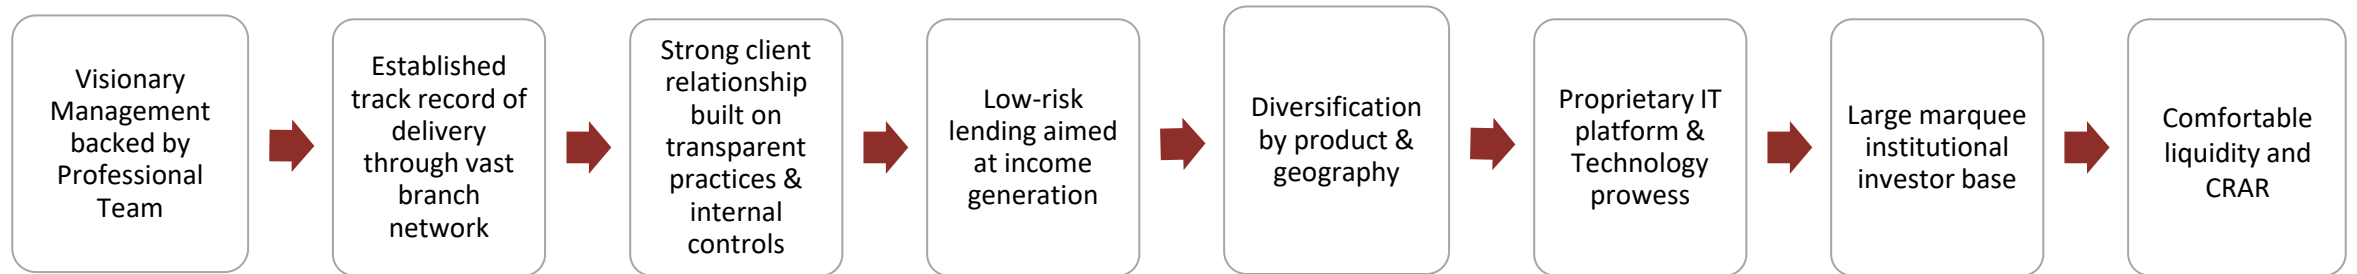 Visionary
Management
backed by
Professional
Team
Established
track record of
delivery
through vast
branch
network
Strong client
relationship
built on
transparent
practices &
internal
controls
Low-risk
lending aimed
at income
generation
Diversification
by product &
geography
Proprietary IT
platform &
Technology
prowess
Large marquee
institutional
investor base
Comfortable
liquidity and
CRAR